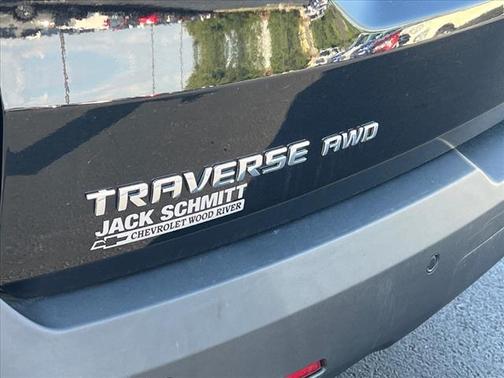 TRAVERSE AWD
JACK SCHMITT
CHEVROLET WOOD RIVER